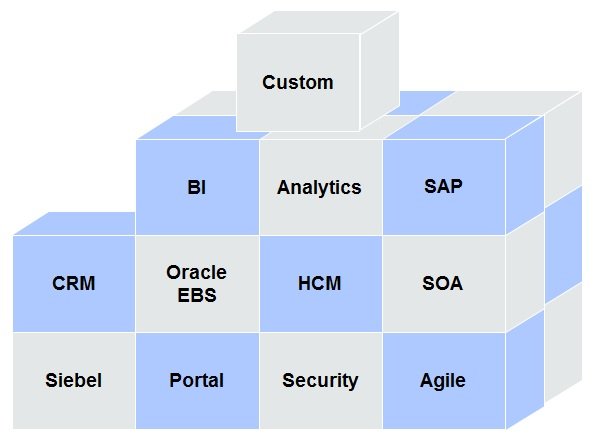 Custom
BI
Analytics
SAP
CRM
Oracle
EBS
HCM
SOA
Siebel
Portal
Security
Agile